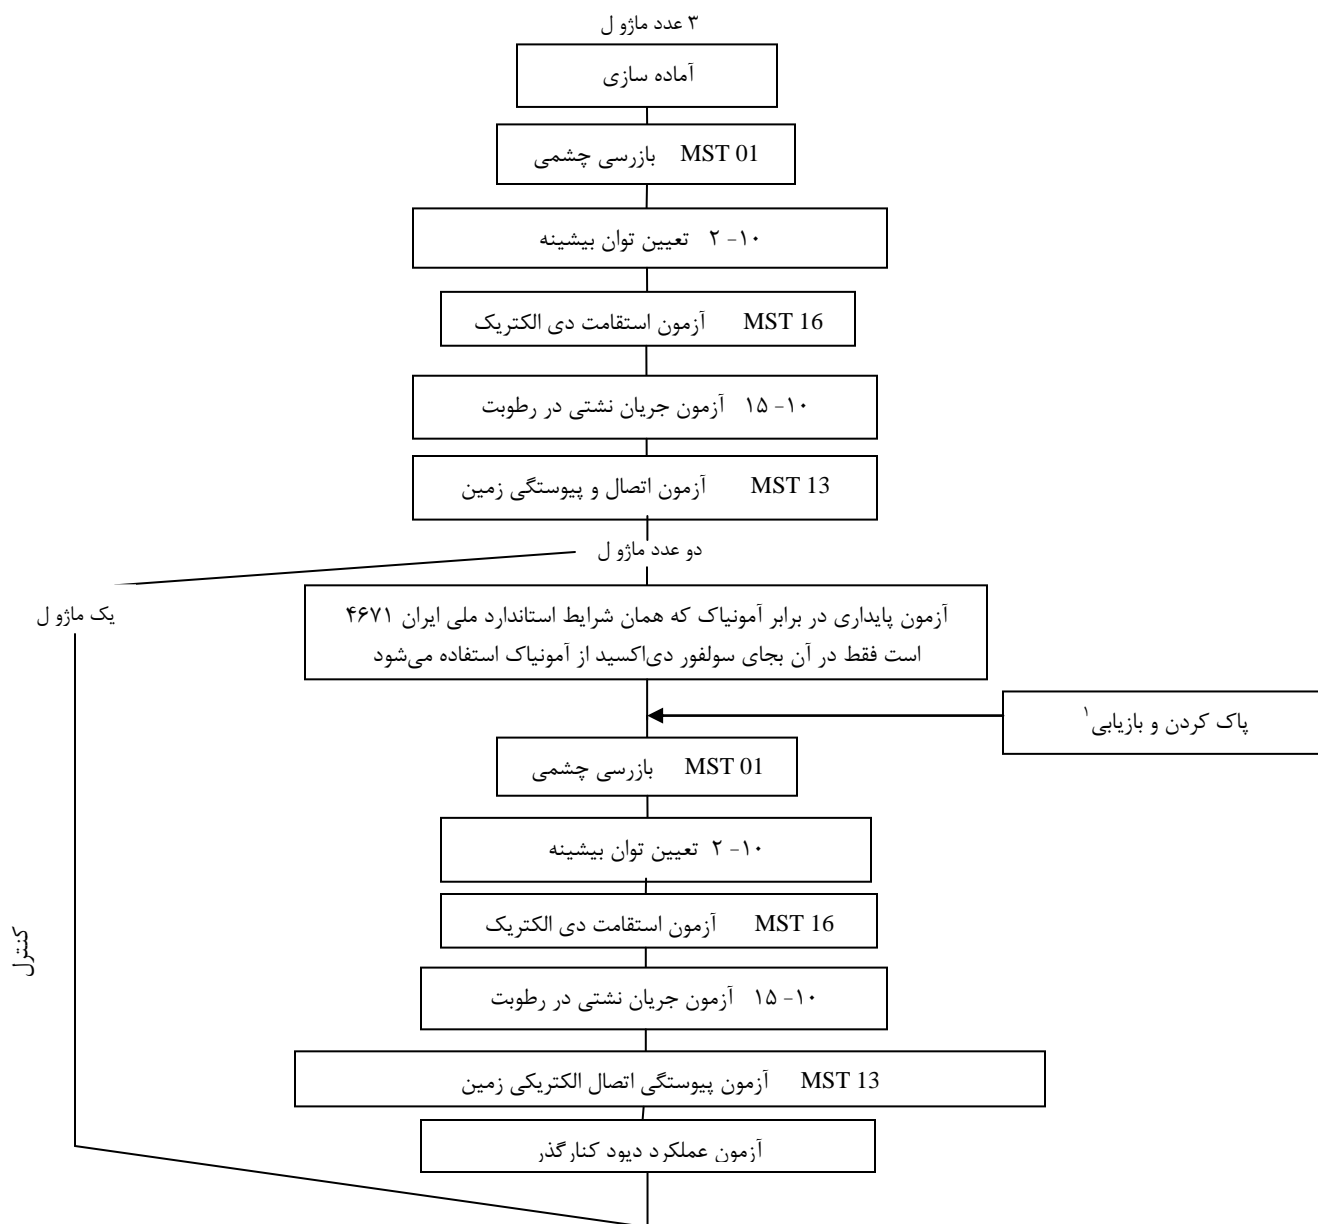 ۳ عدد ماژو ل
آماده سازی
MST 01 بازرسی چشمی
۱۰-۲ تعیین توان بیشینه
MST 16 آزمون استقامت دی الکتریک
۱۰-۱۵ آزمون جریان نشتی در رطوبت
MST 13 آزمون اتصال و پیوستگی زمین
دو عدد ماژو ل
یک ماژو ل
آزمون پایداری در برابر آمونیاک که همان شرایط استاندارد ملی ایران ۴۶۷۱
است فقط در آن بجای سولفور دی‌اکسید از آمونیاک استفاده می‌شود
پاک کردن و بازیابی۱
MST 01 بازرسی چشمی
۱۰-۲ تعیین توان بیشینه
MST 16 آزمون استقامت دی الکتریک
کنترل
۱۰-۱۵ آزمون جریان نشتی در رطوبت
MST 13 آزمون پیوستگی اتصال الکتریکی زمین
آزمون عملکرد دیود کنارگذر